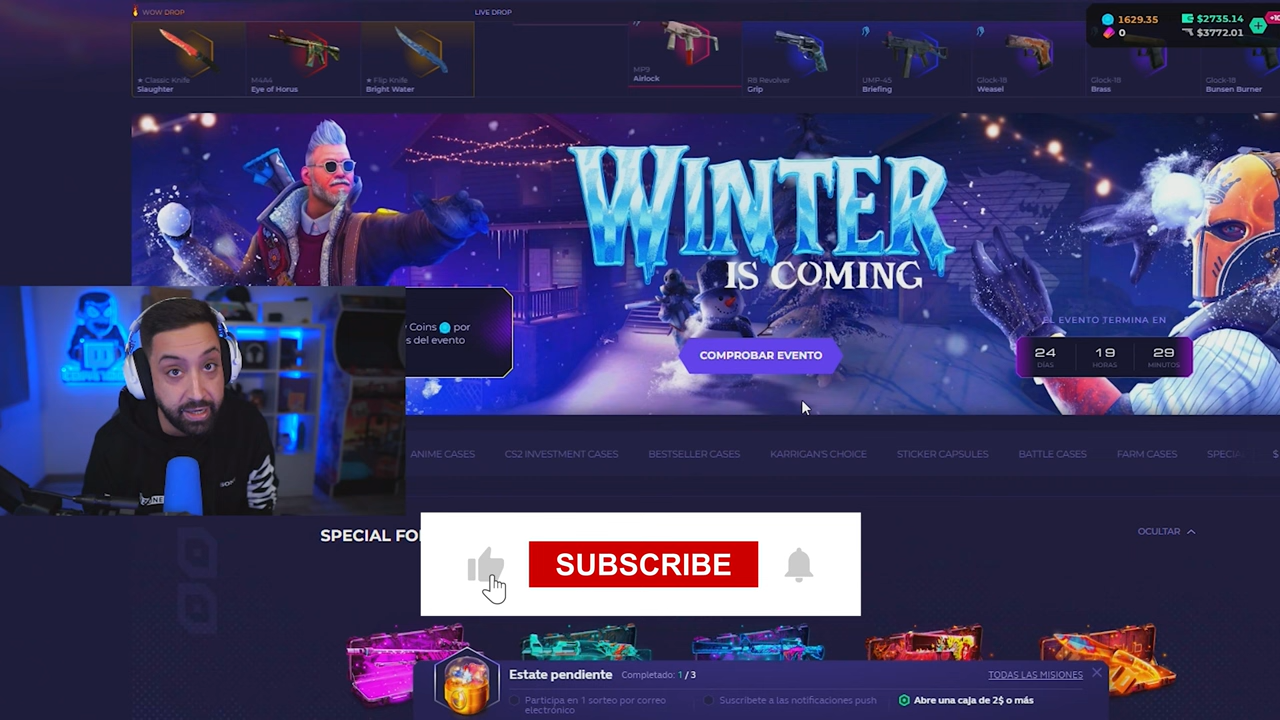 WOW DROP
LIVE DROP
1629.35
$2735.14
0
$3772.01
★ Classic Knife
Slaughter
M4A4
Eye of Horus
★ Flip Knife
Bright Water
MP9
Airlock
R8 Revolver
Grip
UMP-45
Briefing
Glock-18
Weasel
Glock-18
Brass
Glock-18
Bunsen Burner
WINTER
IS COMING
Coins por
s del evento
COMPROBAR EVENTO
EL EVENTO TERMINA EN
24 19 29
DÍAS HORAS MINUTOS
ANIME CASES
CS2 INVESTMENT CASES
BESTSELLER CASES
KARRIGAN'S CHOICE
STICKER CAPSULES
BATTLE CASES
FARM CASES
SPECIAL
SPECIAL FO
OCULTAR
SUBSCRIBE
Estate pendiente
Completado: 1 / 3
TODAS LAS MISIONES
Participa en 1 sorteo por correo
electrónico
Suscríbete a las notificaciones push
Abre una caja de 2$ o más